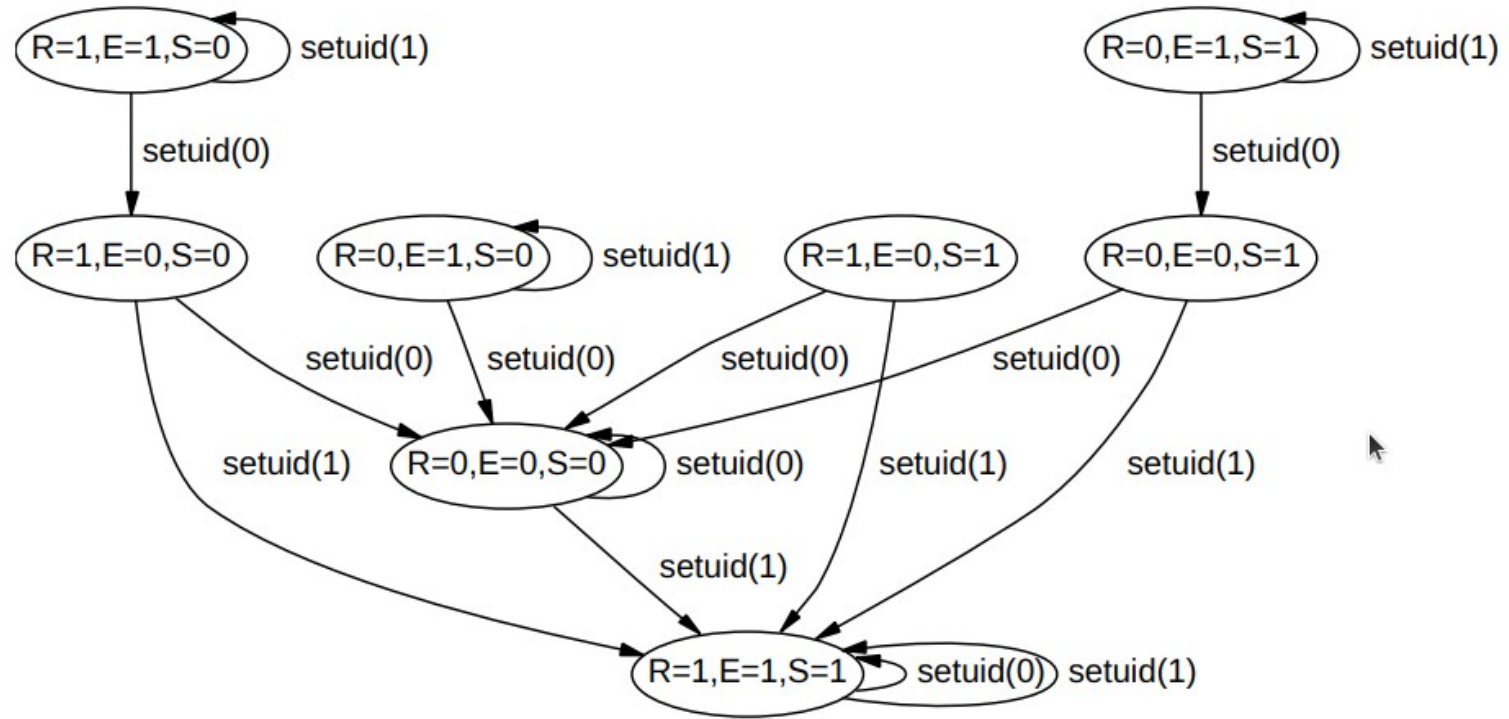 R=1,E=1,S=0
setuid(1)
R=0,E=1,S=1
setuid(1)
setuid(0)
setuid(0)
R=1,E=0,S=0
R=0,E=1,S=0
setuid(1)
R=1,E=0,S=1
R=0,E=0,S=1
setuid(0)
setuid(0)
setuid(0)
setuid(0)
setuid(1)
R=0,E=0,S=0
setuid(0)
setuid(1)
setuid(1)
setuid(1)
R=1,E=1,S=1
setuid(0)
setuid(1)